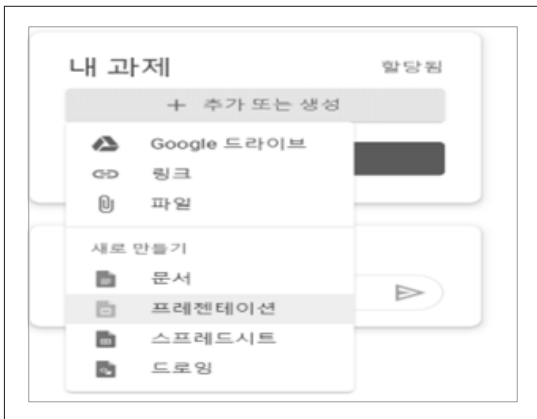 내 과제
할당됨
+ 추가 또는 생성
Google 드라이브
링크
파일
새로 만들기
문서
프레젠테이션
스프레드시트
드로잉